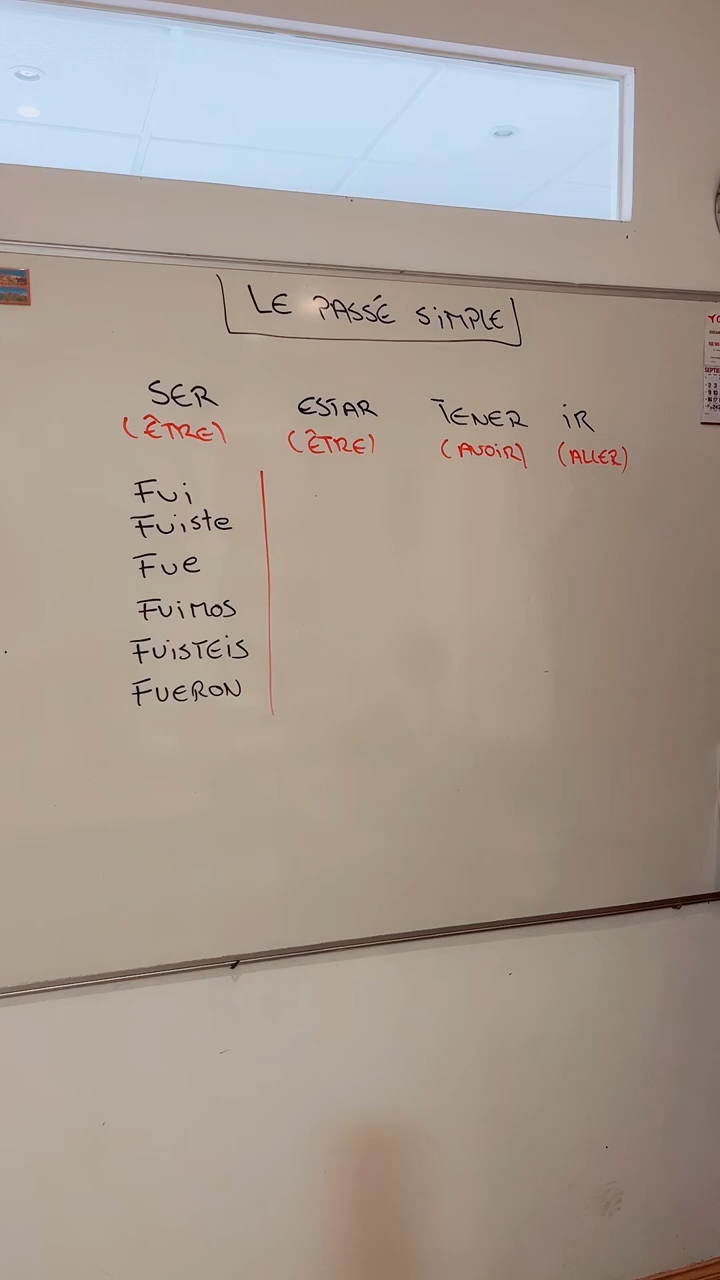 LE PASSÉ SIMPLE
SER ESTAR TENER IR
(ÊTRE) (ÊTRE) (AVOIR) (ALLER)
Fui
Fuiste
Fue
FuiMOS
FUiSTEIS
FUERON